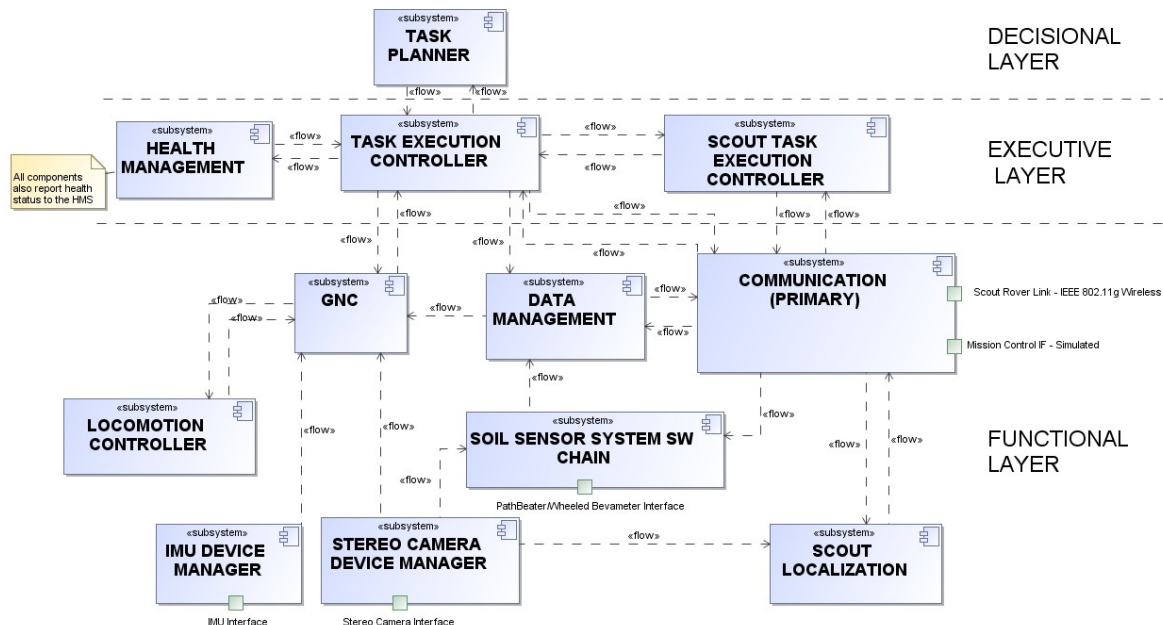 «subsystem»
TASK
PLANNER
DECISIONAL
LAYER
«flow»
«flow»
«subsystem»
HEALTH
MANAGEMENT
«flow»
«flow»
«subsystem»
TASK EXECUTION
CONTROLLER
«flow»
«flow»
«subsystem»
SCOUT TASK
EXECUTION
CONTROLLER
EXECUTIVE
LAYER
All components
also report health
status to the HMS
«flow»
«flow»
«flow»
«flow»
«flow»
«flow»
«flow»
«subsystem»
GNC
«flow»
«subsystem»
DATA
MANAGEMENT
«flow»
«flow»
«subsystem»
COMMUNICATION
(PRIMARY)
Scout Rover Link - IEEE 802.11g Wireless
Mission Control IF - Simulated
«flow»
«flow»
«flow»
«flow»
«subsystem»
LOCOMOTION
CONTROLLER
«flow»
«subsystem»
SOIL SENSOR SYSTEM SW
CHAIN
PathBeater/Wheeled Bevameter Interface
«flow»
«flow»
«flow»
«flow»
FUNCTIONAL
LAYER
«subsystem»
IMU DEVICE
MANAGER
IMU Interface
«subsystem»
STEREO CAMERA
DEVICE MANAGER
Stereo Camera Interface
«flow»
«subsystem»
SCOUT
LOCALIZATION